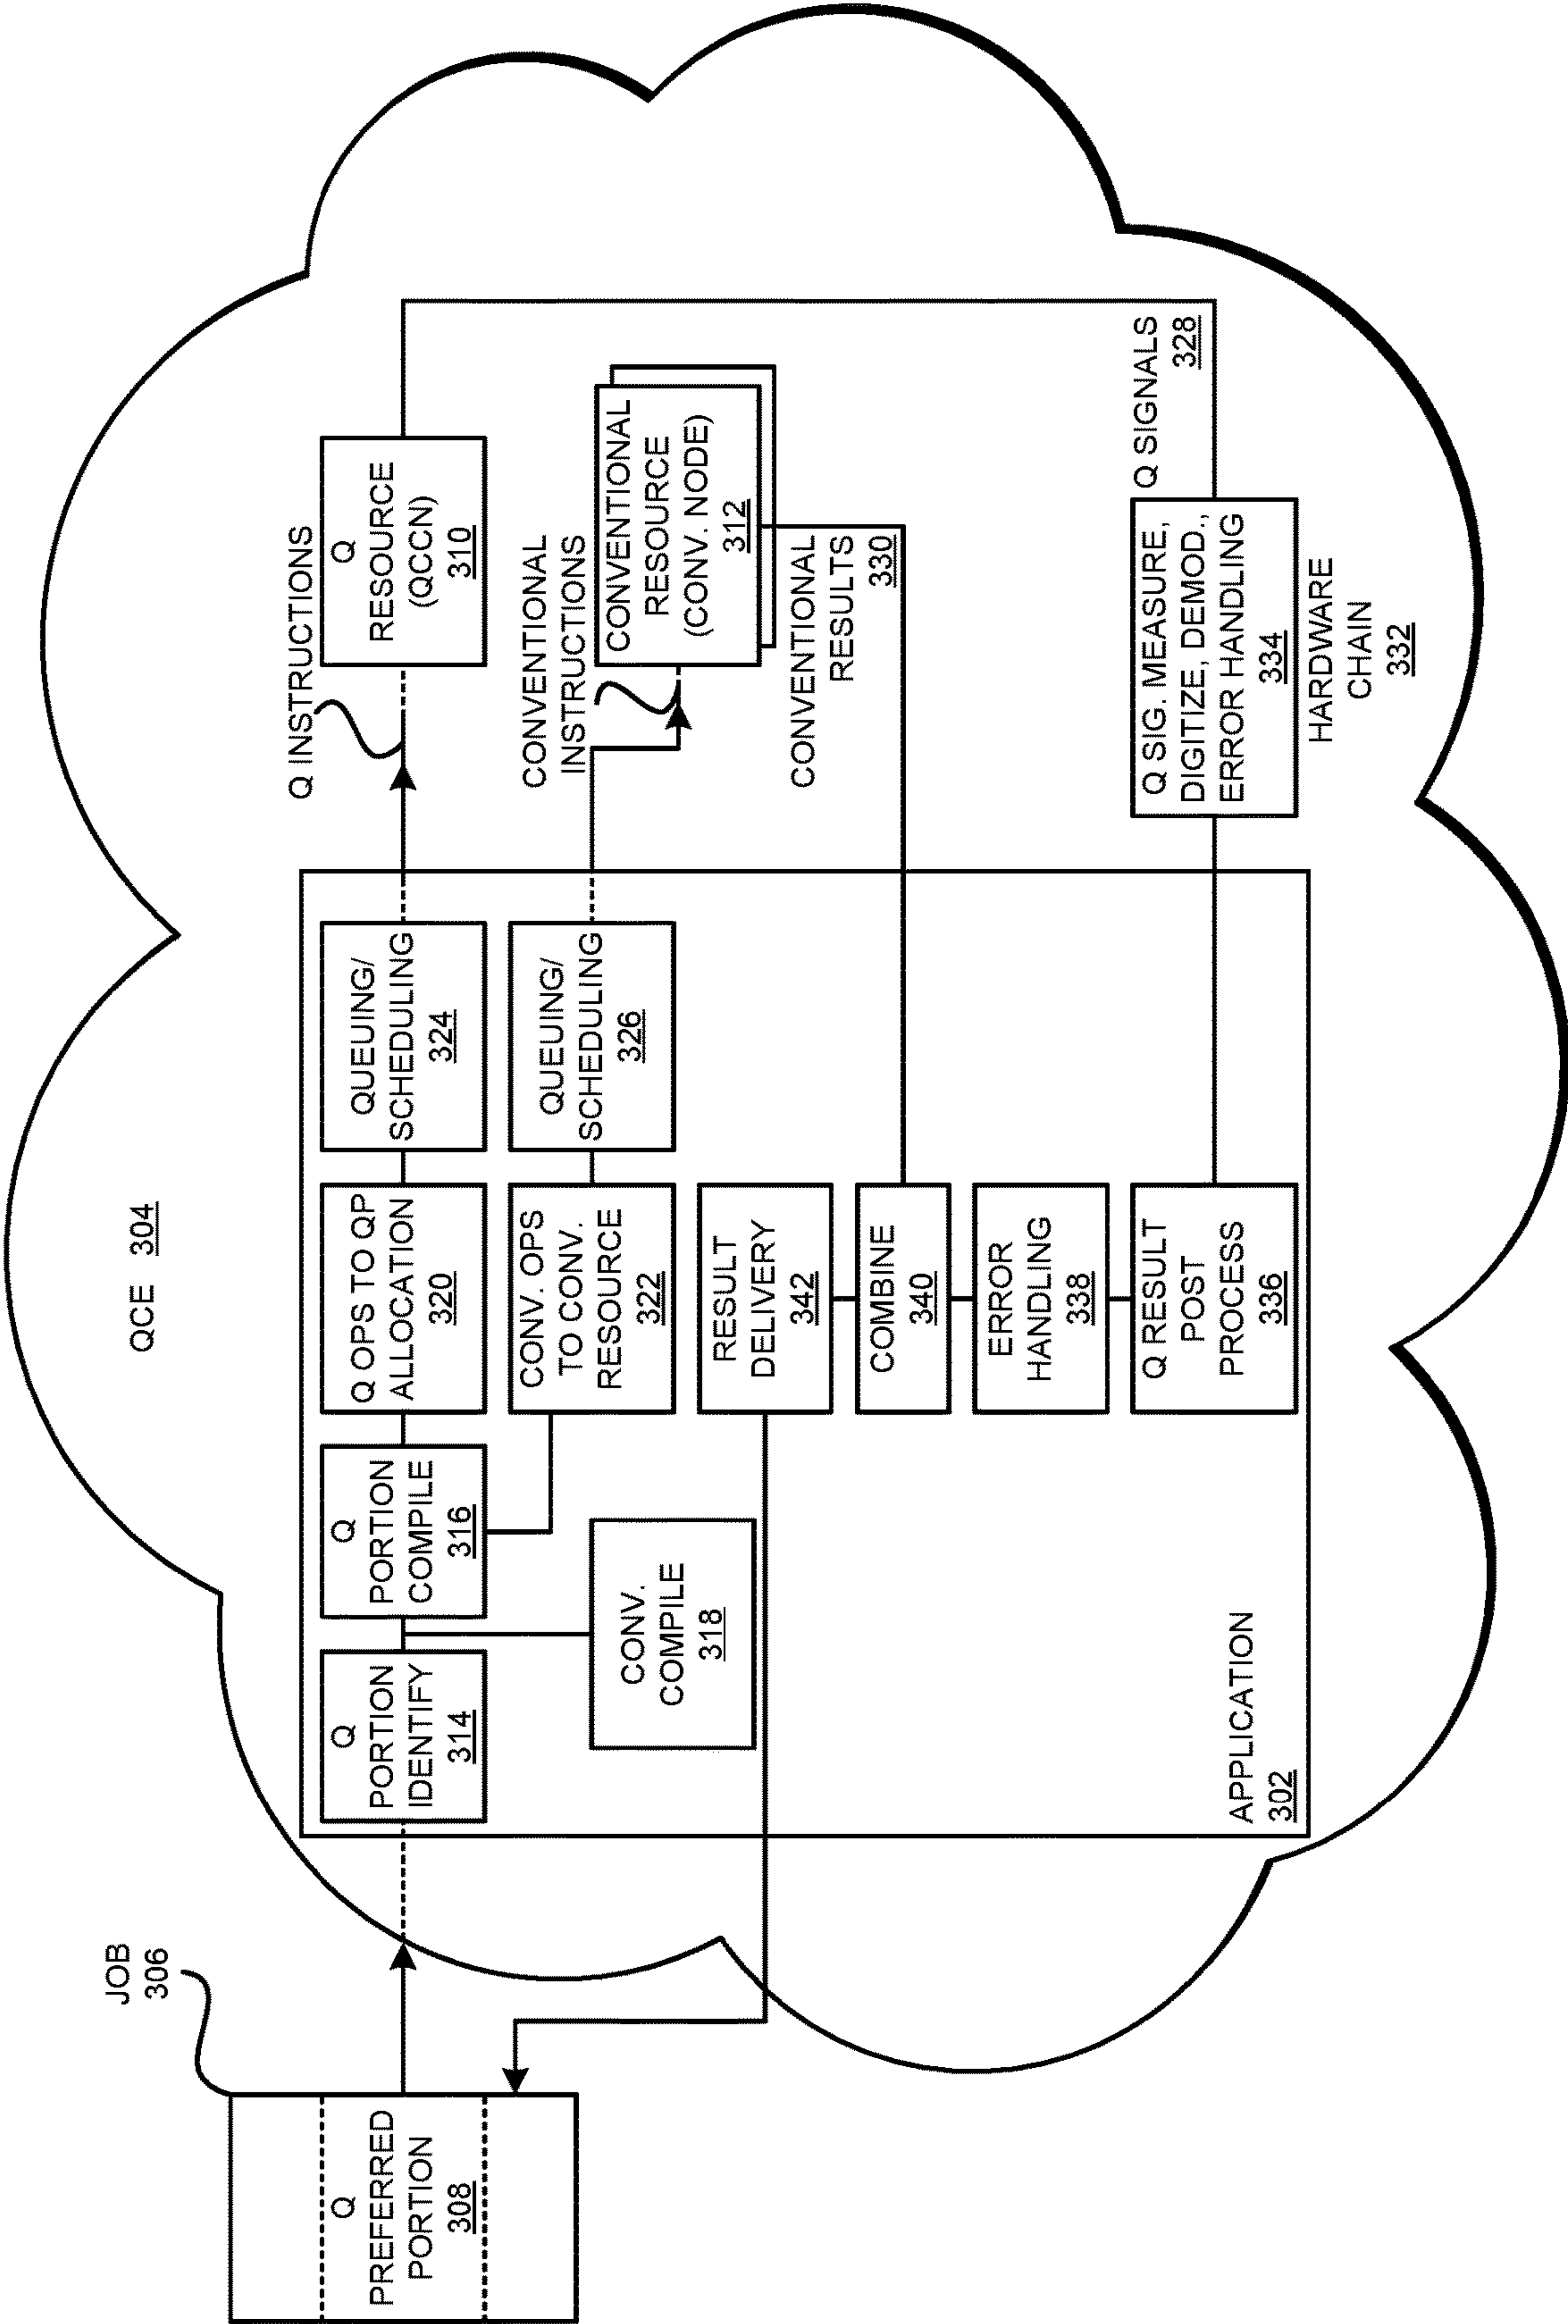 JOB
306
Q
PREFERRED
PORTION
308
QCE 304
Q
PORTION
IDENTIFY
314
Q
PORTION
COMPILE
316
Q OPS TO QP
ALLOCATION
320
QUEUING/
SCHEDULING
324
Q INSTRUCTIONS
Q
RESOURCE
(QCCN)
310
CONV.
COMPILE
318
CONV. OPS
TO CONV.
RESOURCE
322
QUEUING/
SCHEDULING
326
CONVENTIONAL
INSTRUCTIONS
CONVENTIONAL
RESOURCE
(CONV. NODE)
312
RESULT
DELIVERY
342
CONVENTIONAL
RESULTS
330
COMBINE
340
ERROR
HANDLING
338
Q RESULT
POST
PROCESS
336
Q SIG. MEASURE,
DIGITIZE, DEMOD.,
ERROR HANDLING
334
Q SIGNALS
328
HARDWARE
CHAIN
332
APPLICATION
302